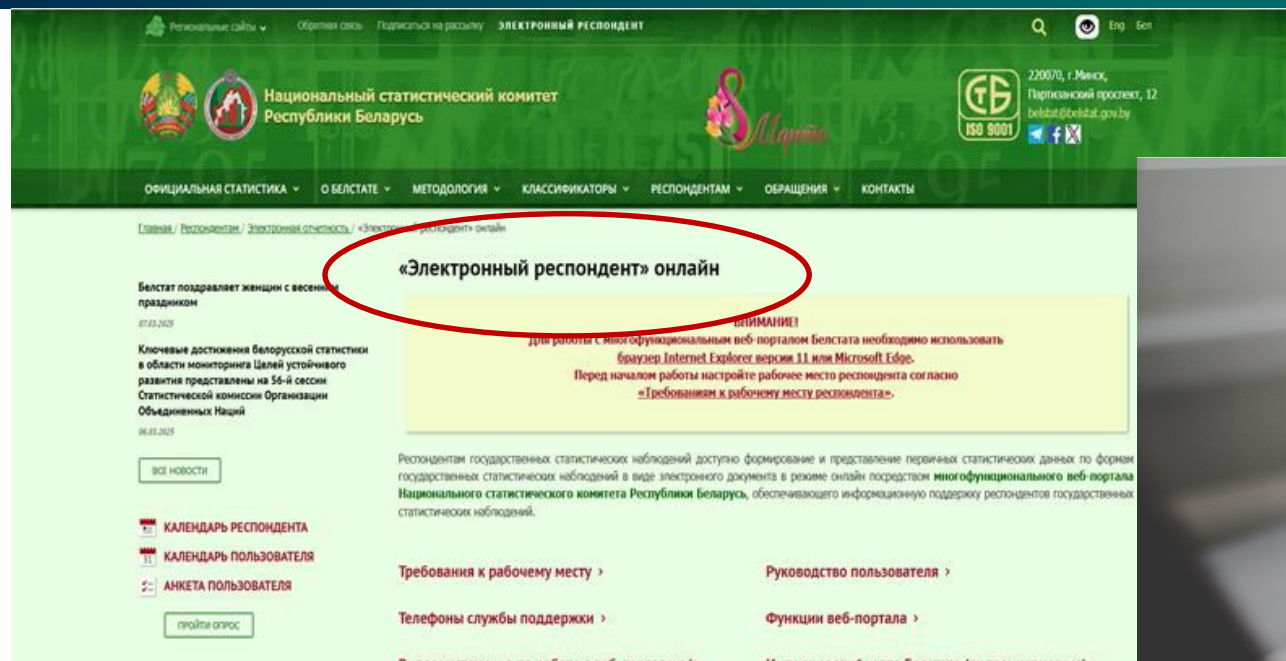 Региональные сайты
Обратная связь
Подписаться на рассылку
ЭЛЕКТРОННЫЙ РЕСПОНДЕНТ
Eng Бел
Национальный статистический комитет
Республики Беларусь
8 Марта
СТБ
ISO 9001
220070, г.Минск,
Партизанский проспект, 12
belstat@belstat.gov.by
ОФИЦИАЛЬНАЯ СТАТИСТИКА
О БЕЛСТАТЕ
МЕТОДОЛОГИЯ
КЛАССИФИКАТОРЫ
РЕСПОНДЕНТАМ
ОБРАЩЕНИЯ
КОНТАКТЫ
Главная / Респондентам / Электронная отчетность / «Электронный респондент» онлайн
Белстат поздравляет женщин с весенним
праздником
07.03.2025
Ключевые достижения белорусской статистики
в области мониторинга Целей устойчивого
развития представлены на 56-й сессии
Статистической комиссии Организации
Объединенных Наций
06.03.2025
ВСЕ НОВОСТИ
КАЛЕНДАРЬ РЕСПОНДЕНТА
КАЛЕНДАРЬ ПОЛЬЗОВАТЕЛЯ
АНКЕТА ПОЛЬЗОВАТЕЛЯ
ПРОЙТИ ОПРОС
«Электронный респондент» онлайн
ВНИМАНИЕ!
Для работы с многофункциональным веб-порталом Белстата необходимо использовать
браузер Internet Explorer версии 11 или Microsoft Edge.
Перед началом работы настройте рабочее место респондента согласно
«Требованиям к рабочему месту респондента».
Респондентам государственных статистических наблюдений доступно формирование и представление первичных статистических данных по формам
государственных статистических наблюдений в виде электронного документа в режиме онлайн посредством многофункционального веб-портала
Национального статистического комитета Республики Беларусь, обеспечивающего информационную поддержку респондентов государственных
статистических наблюдений.
Требования к рабочему месту ›
Руководство пользователя ›
Телефоны службы поддержки ›
Функции веб-портала ›